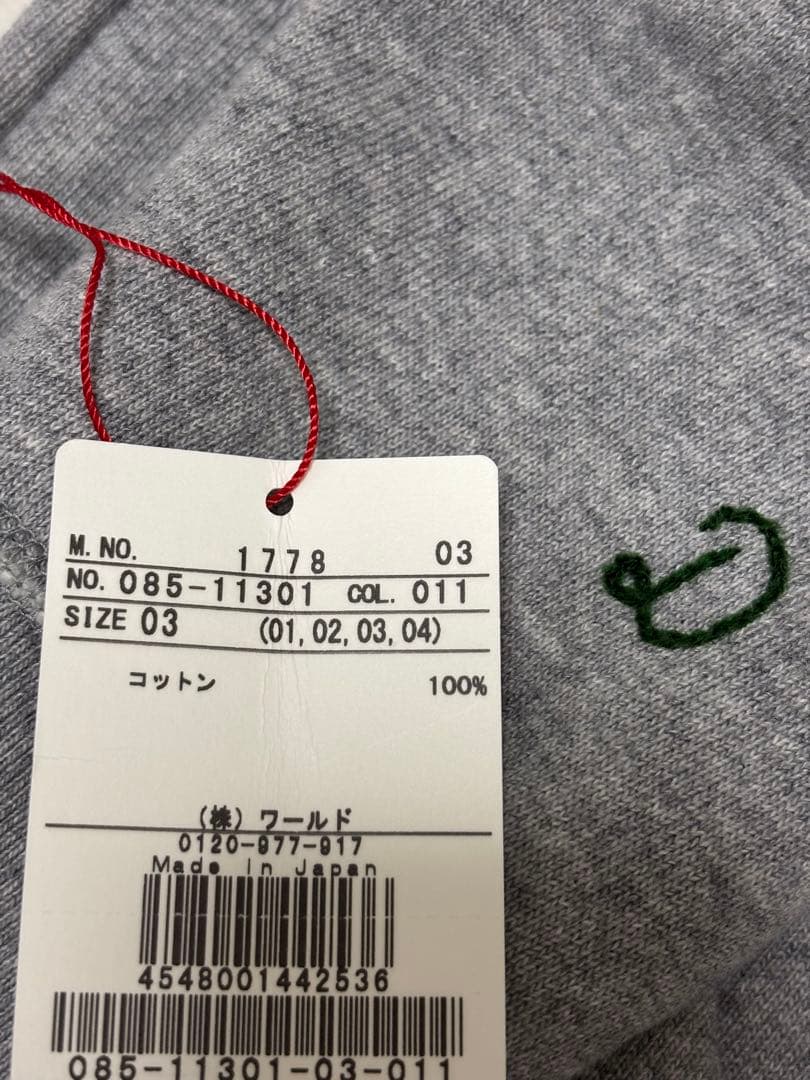 M. NO. 1778 03
NO. 085-11301 COL. 011
SIZE 03 (01, 02, 03, 04)
コットン 100%
(株) ワールド
0120-977-917
Made in Japan
4548001442536
085-11301-03-011